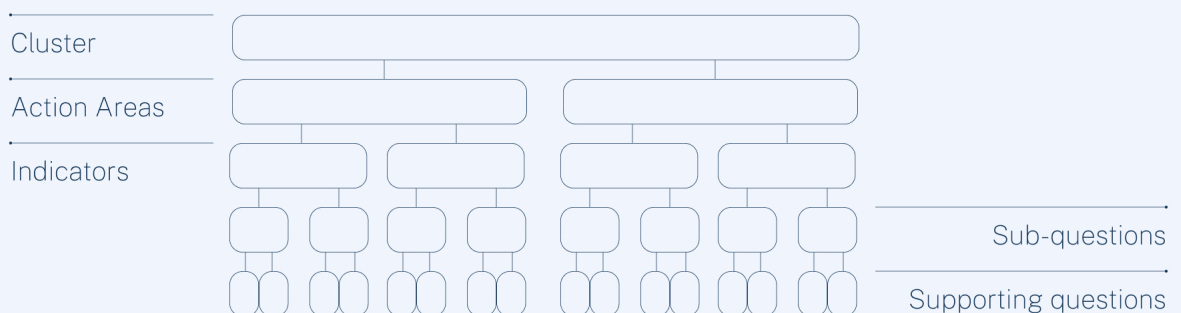 Cluster
Action Areas
Indicators
Sub-questions
Supporting questions